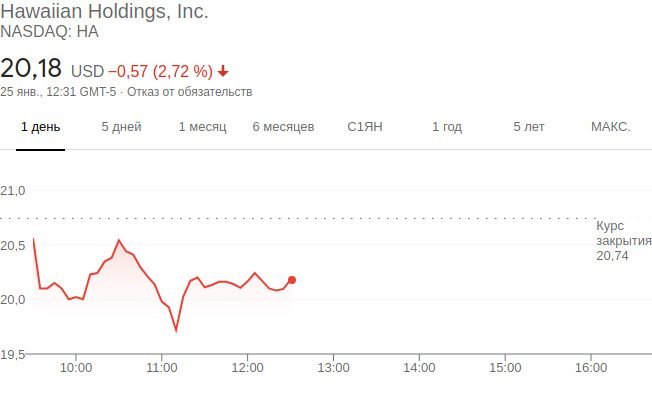 Hawaiian Holdings, Inc.
NASDAQ: HA
20,18 USD −0,57 (2,72 %)
25 янв., 12:31 GMT-5 · Отказ от обязательств
1 день 5 дней 1 месяц 6 месяцев С1ЯН 1 год 5 лет МАКС.
21,0
Курс
закрытия
20,5
20,74
20,0
19,5
10:00 11:00 12:00 13:00 14:00 15:00 16:00